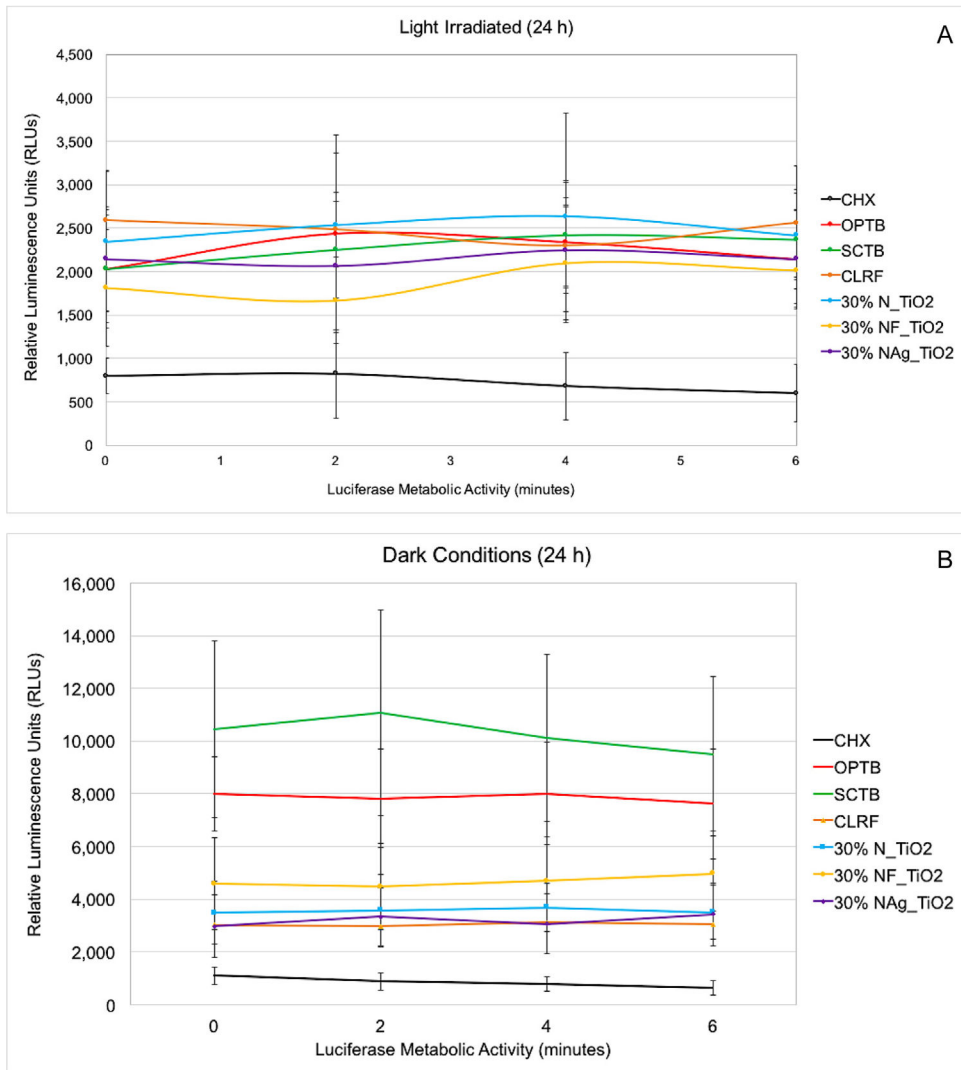 Light Irradiated (24 h)
A
4,500
4,000
3,500
3,000
2,500
2,000
1,500
1,000
500
0
Relative Luminescence Units (RLUs)
0 1 2 3 4 5 6
Luciferase Metabolic Activity (minutes)
CHX
OPTB
SCTB
CLRF
30% N_TiO2
30% NF_TiO2
30% NAg_TiO2
Dark Conditions (24 h)
B
16,000
14,000
12,000
10,000
8,000
6,000
4,000
2,000
0
Relative Luminescence Units (RLUs)
0 2 4 6
Luciferase Metabolic Activity (minutes)
CHX
OPTB
SCTB
CLRF
30% N_TiO2
30% NF_TiO2
30% NAg_TiO2